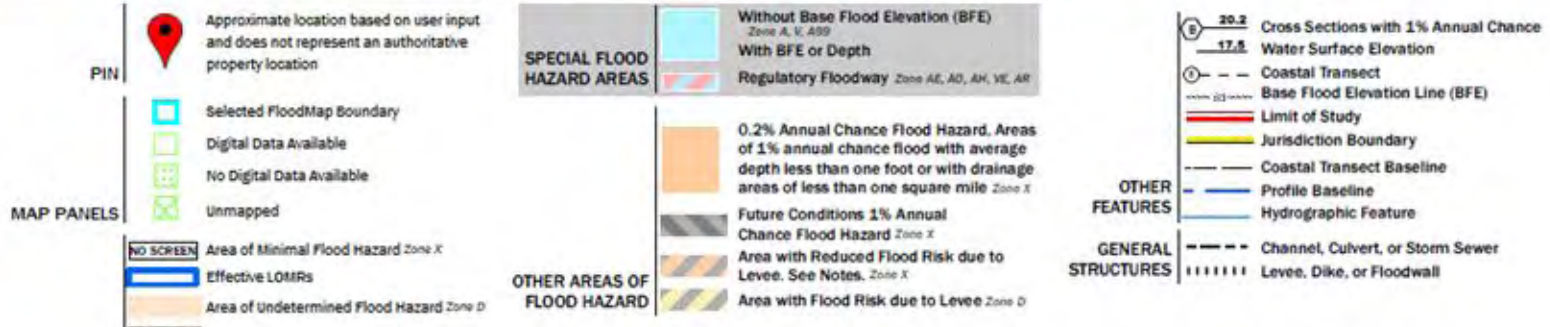 PIN
Approximate location based on user input
and does not represent an authoritative
property location
MAP PANELS
Selected FloodMap Boundary
Digital Data Available
No Digital Data Available
Unmapped
NO SCREEN Area of Minimal Flood Hazard Zone X
Effective LOMRs
Area of Undetermined Flood Hazard Zone D
SPECIAL FLOOD
HAZARD AREAS
Without Base Flood Elevation (BFE)
Zone A, V, A99
With BFE or Depth
Regulatory Floodway Zone AE, AO, AH, VE, AR
OTHER AREAS OF
FLOOD HAZARD
0.2% Annual Chance Flood Hazard, Areas
of 1% annual chance flood with average
depth less than one foot or with drainage
areas of less than one square mile Zone X
Future Conditions 1% Annual
Chance Flood Hazard Zone X
Area with Reduced Flood Risk due to
Levee. See Notes. Zone X
Area with Flood Risk due to Levee Zone D
OTHER
FEATURES
B 20.2 Cross Sections with 1% Annual Chance
17.5 Water Surface Elevation
Coastal Transect
Base Flood Elevation Line (BFE)
Limit of Study
Jurisdiction Boundary
Coastal Transect Baseline
Profile Baseline
Hydrographic Feature
GENERAL
STRUCTURES
Channel, Culvert, or Storm Sewer
Levee, Dike, or Floodwall